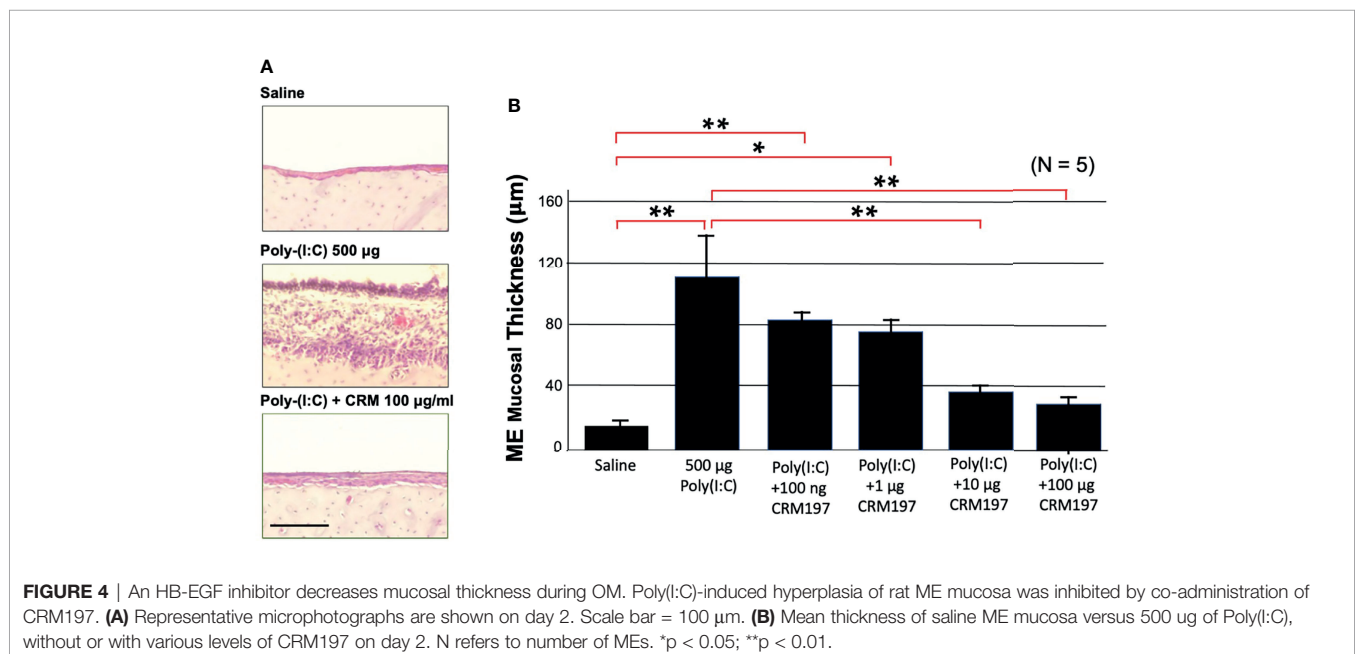 A
Saline
Poly-(I:C) 500 µg
Poly-(I:C) + CRM 100 µg/ml
B
**
*
(N = 5)
**
**
**
ME Mucosal Thickness (µm)
160
120
80
40
0
Saline
500 µg
Poly(I:C)
Poly(I:C)
+100 ng
CRM197
Poly(I:C)
+1 µg
CRM197
Poly(I:C)
+10 µg
CRM197
Poly(I:C)
+100 µg
CRM197
FIGURE 4 | An HB-EGF inhibitor decreases mucosal thickness during OM. Poly(I:C)-induced hyperplasia of rat ME mucosa was inhibited by co-administration of
CRM197. (A) Representative microphotographs are shown on day 2. Scale bar = 100 µm. (B) Mean thickness of saline ME mucosa versus 500 ug of Poly(I:C),
without or with various levels of CRM197 on day 2. N refers to number of MEs. *p < 0.05; **p < 0.01.